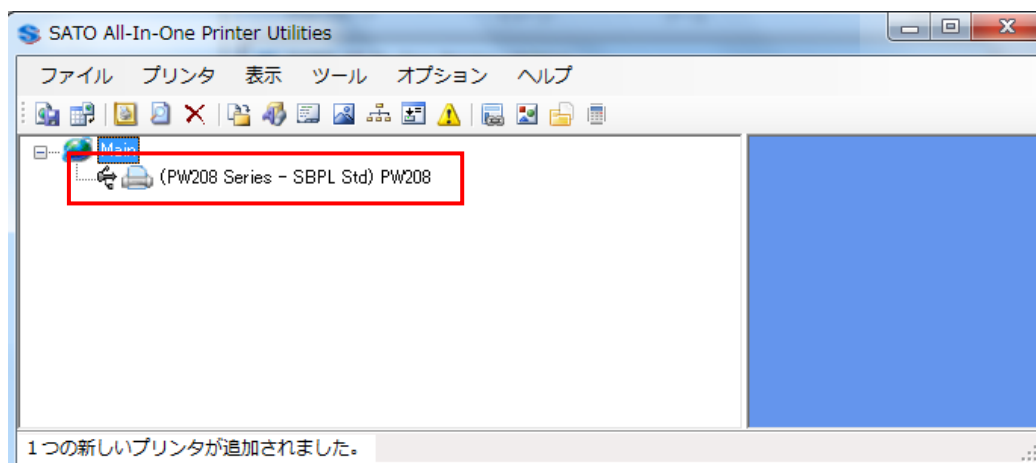 SATO All-In-One Printer Utilities
ファイル プリンタ 表示 ツール オプション ヘルプ
Main
(PW208 Series - SBPL Std) PW208
1つの新しいプリンタが追加されました。